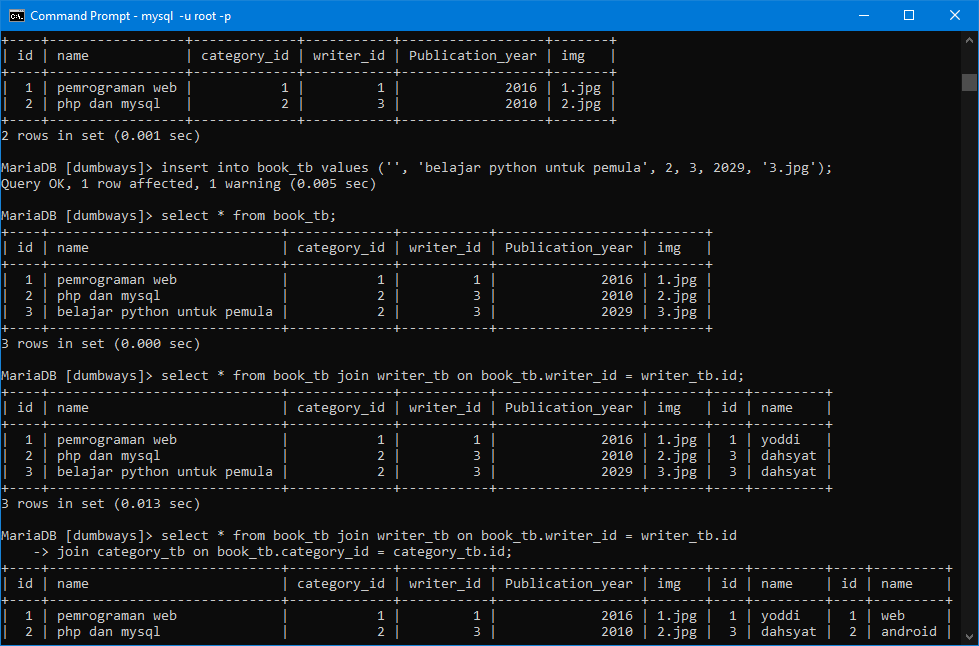 Command Prompt - mysql -u root -p
+----+------------------+-------------+-----------+------------------+-------+
| id | name             | category_id | writer_id | Publication_year | img   |
+----+------------------+-------------+-----------+------------------+-------+
|  1 | pemrograman web  |           1 |         1 |             2016 | 1.jpg |
|  2 | php dan mysql    |           2 |         3 |             2010 | 2.jpg |
+----+------------------+-------------+-----------+------------------+-------+
2 rows in set (0.001 sec)
MariaDB [dumbways]> insert into book_tb values ('', 'belajar python untuk pemula', 2, 3, 2029, '3.jpg');
Query OK, 1 row affected, 1 warning (0.005 sec)
MariaDB [dumbways]> select * from book_tb;
+----+-----------------------------+-------------+-----------+------------------+-------+
| id | name                        | category_id | writer_id | Publication_year | img   |
+----+-----------------------------+-------------+-----------+------------------+-------+
|  1 | pemrograman web             |           1 |         1 |             2016 | 1.jpg |
|  2 | php dan mysql               |           2 |         3 |             2010 | 2.jpg |
|  3 | belajar python untuk pemula |           2 |         3 |             2029 | 3.jpg |
+----+-----------------------------+-------------+-----------+------------------+-------+
3 rows in set (0.000 sec)
MariaDB [dumbways]> select * from book_tb join writer_tb on book_tb.writer_id = writer_tb.id;
+----+-----------------------------+-------------+-----------+------------------+-------+----+---------+
| id | name                        | category_id | writer_id | Publication_year | img   | id | name    |
+----+-----------------------------+-------------+-----------+------------------+-------+----+---------+
|  1 | pemrograman web             |           1 |         1 |             2016 | 1.jpg |  1 | yoddi   |
|  2 | php dan mysql               |           2 |         3 |             2010 | 2.jpg |  3 | dahsyat |
|  3 | belajar python untuk pemula |           2 |         3 |             2029 | 3.jpg |  3 | dahsyat |
+----+-----------------------------+-------------+-----------+------------------+-------+----+---------+
3 rows in set (0.013 sec)
MariaDB [dumbways]> select * from book_tb join writer_tb on book_tb.writer_id = writer_tb.id
    -> join category_tb on book_tb.category_id = category_tb.id;
+----+-----------------------------+-------------+-----------+------------------+-------+----+---------+----+---------+
| id | name                        | category_id | writer_id | Publication_year | img   | id | name    | id | name    |
+----+-----------------------------+-------------+-----------+------------------+-------+----+---------+----+---------+
|  1 | pemrograman web             |           1 |         1 |             2016 | 1.jpg |  1 | yoddi   |  1 | web     |
|  2 | php dan mysql               |           2 |         3 |             2010 | 2.jpg |  3 | dahsyat |  2 | android |